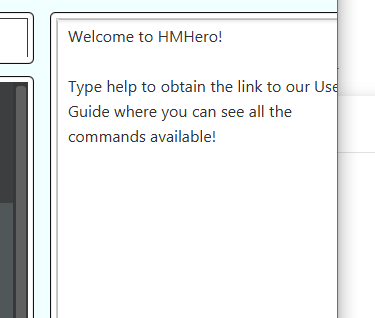 Welcome to HMHero!
Type help to obtain the link to our Use
Guide where you can see all the
commands available!